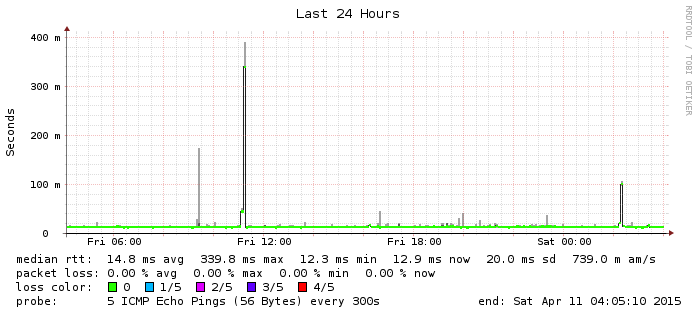 Last 24 Hours
RRDTOOL / TOBI OETIKER
Seconds
400 m
300 m
200 m
100 m
0
Fri 06:00 Fri 12:00 Fri 18:00 Sat 00:00
median rtt: 14.8 ms avg 339.8 ms max 12.3 ms min 12.9 ms now 20.0 ms sd 739.0 m am/s
packet loss: 0.00 % avg 0.00 % max 0.00 % min 0.00 % now
loss color: 0 1/5 2/5 3/5 4/5
probe: 5 ICMP Echo Pings (56 Bytes) every 300s end: Sat Apr 11 04:05:10 2015